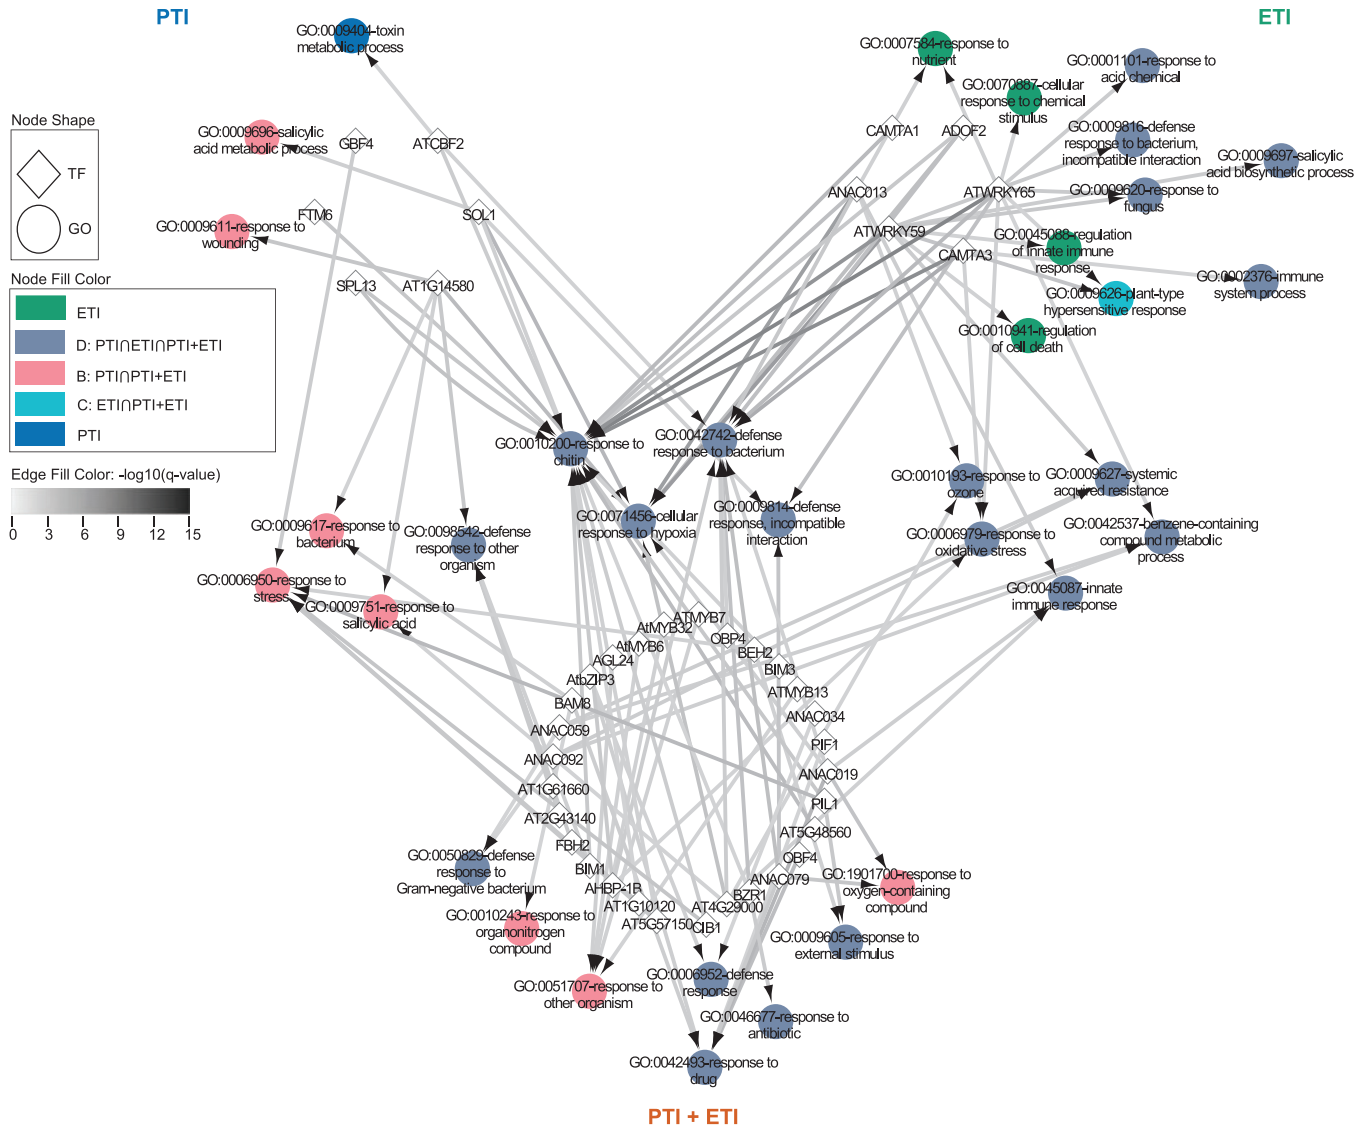 PTI
ETI
GO:0009404-toxin
metabolic process
GO:0007584-response to
nutrient
GO:0001101-response to
acid chemical
GO:0070887-cellular
response to chemical
stimulus
Node Shape
TF
GO
GO:0009696-salicylic
acid metabolic process
GBF4
ATCBF2
CAMTA1
ADOF2
GO:0009816-defense
response to bacterium,
incompatible interaction
GO:0009697-salicylic
acid biosynthetic process
ANAC013
ATWRKY65
GO:0009620-response to
fungus
FTM6
SOL1
GO:0009611-response to
wounding
ATWRKY59
GO:0045088-regulation
of innate immune
response
CAMTA3
GO:0002376-immune
system process
Node Fill Color
ETI
D: PTI∩ETI∩PTI+ETI
B: PTI∩PTI+ETI
C: ETI∩PTI+ETI
PTI
SPL13
AT1G14580
GO:0009626-plant-type
hypersensitive response
GO:0010941-regulation
of cell death
GO:0010200-response to
chitin
GO:0042742-defense
response to bacterium
Edge Fill Color: -log10(q-value)
0 3 6 9 12 15
GO:0010193-response to
ozone
GO:0009627-systemic
acquired resistance
GO:0009617-response to
bacterium
GO:0098542-defense
response to other
organism
GO:0071456-cellular
response to hypoxia
GO:0009814-defense
response, incompatible
interaction
GO:0006979-response to
oxidative stress
GO:0042537-benzene-containing
compound metabolic
process
GO:0006950-response to
stress
GO:0009751-response to
salicylic acid
GO:0045087-innate
immune response
ATMYB7
AtMYB32
OBP4
AtMYB6
BEH2
AGL24
BIM3
AtbZIP3
ATMYB13
BAM8
ANAC034
ANAC059
PIF1
ANAC092
ANAC019
AT1G61660
PIL1
AT2G43140
AT5G48560
FBH2
OBF4
BIM1
ANAC079
AHBP-1B
BZR1
AT1G10120
AT4G29000
AT5G57150
CIB1
GO:0050829-defense
response to
Gram-negative bacterium
GO:1901700-response to
oxygen-containing
compound
GO:0010243-response to
organonitrogen
compound
GO:0009605-response to
external stimulus
GO:0051707-response to
other organism
GO:0006952-defense
response
GO:0046677-response to
antibiotic
GO:0042493-response to
drug
PTI + ETI